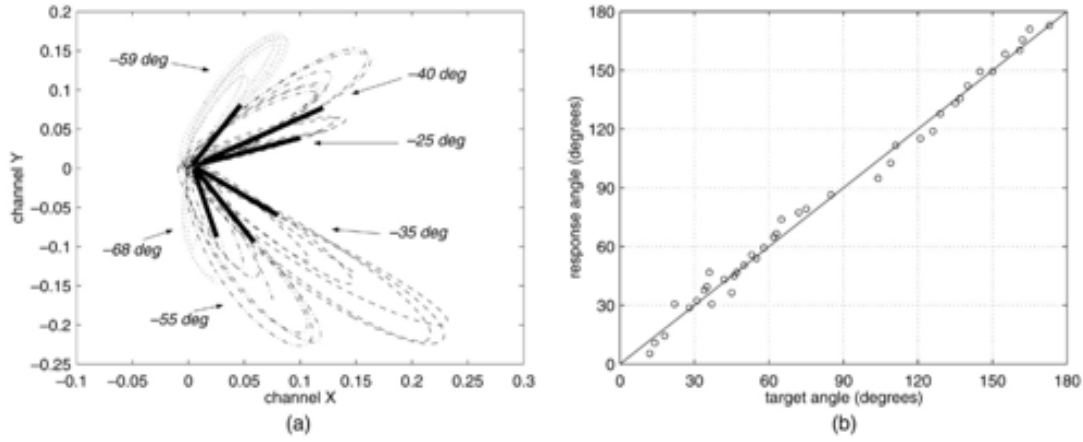 0.2
0.15
0.1
0.05
0
−0.05
−0.1
−0.15
−0.2
−0.25
channel Y
−59 deg
−40 deg
−25 deg
−35 deg
−68 deg
−55 deg
−0.1 −0.05 0 0.05 0.1 0.15 0.2 0.25 0.3
channel X
(a)
180
150
120
90
60
30
0
response angle (degrees)
0 30 60 90 120 150 180
target angle (degrees)
(b)